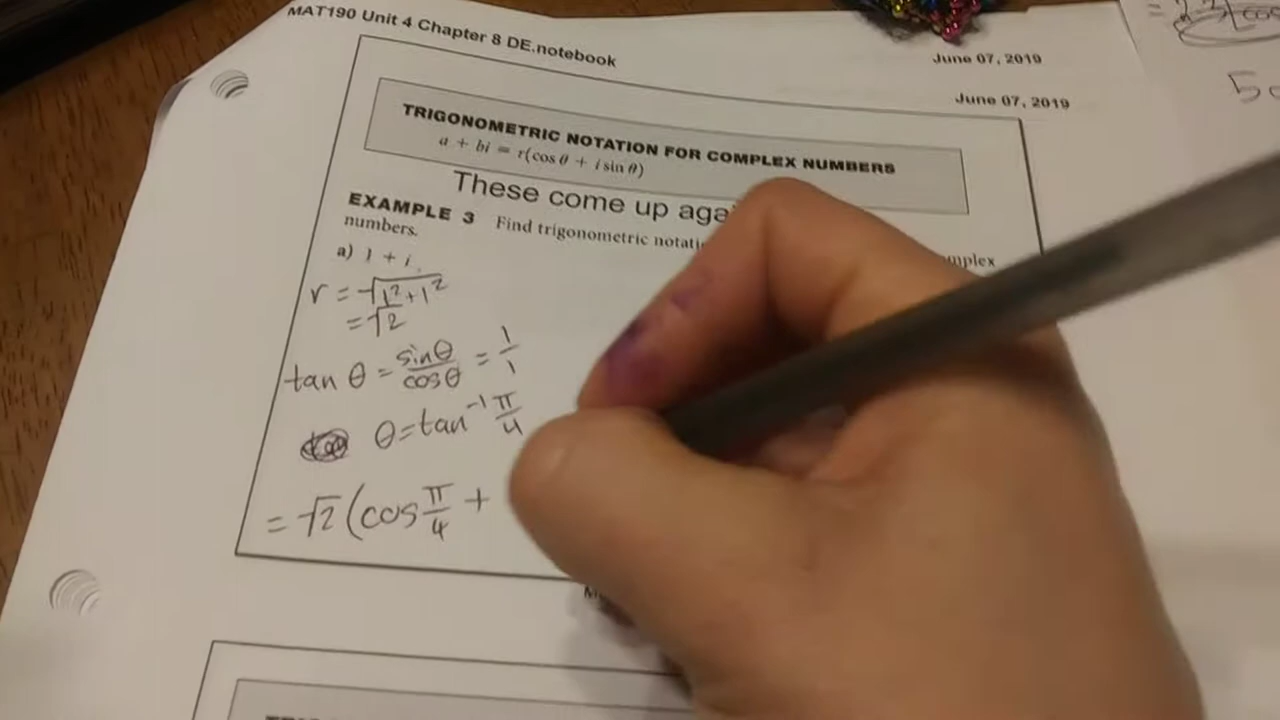 MAT190 Unit 4 Chapter 8 DE.notebook
June 07, 2019
June 07, 2019
TRIGONOMETRIC NOTATION FOR COMPLEX NUMBERS
a + bi = r(cos θ + i sin θ)
These come up aga
EXAMPLE 3 Find trigonometric notati
numbers.
a) 1 + i
r = √1²+1²
= √2
tan θ = sinθ/cosθ = 1/1
θ = tan⁻¹ π/4
= √2 (cos π/4 +